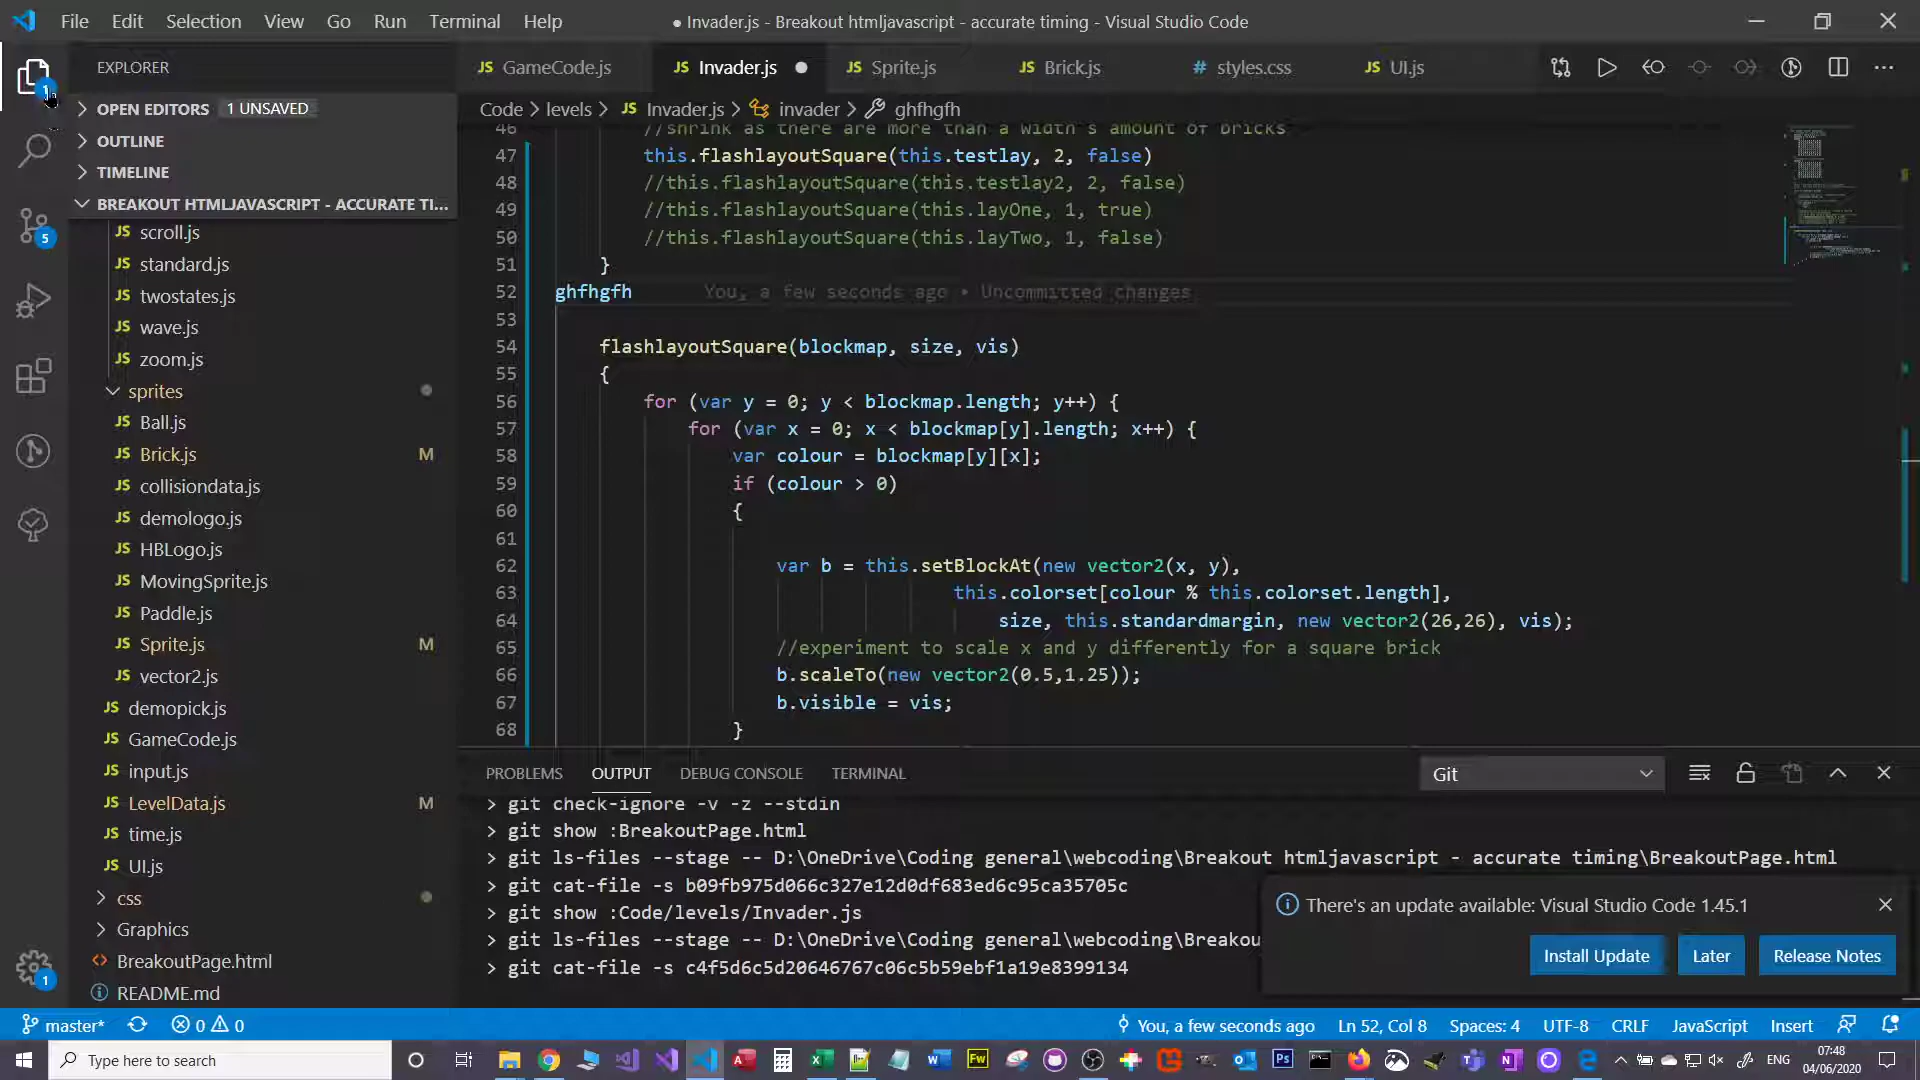 File Edit Selection View Go Run Terminal Help ● Invader.js - Breakout htmljavascript - accurate timing - Visual Studio Code
EXPLORER
OPEN EDITORS 1 UNSAVED
OUTLINE
TIMELINE
BREAKOUT HTMLJAVASCRIPT - ACCURATE TI...
JS scroll.js
JS standard.js
JS twostates.js
JS wave.js
JS zoom.js
sprites
JS Ball.js
JS Brick.js M
JS collisiondata.js
JS demologo.js
JS HBLogo.js
JS MovingSprite.js
JS Paddle.js
JS Sprite.js M
JS vector2.js
JS demopick.js
JS GameCode.js
JS input.js
JS LevelData.js M
JS time.js
JS UI.js
css
Graphics
<> BreakoutPage.html
README.md
1
5
1
JS GameCode.js JS Invader.js ● JS Sprite.js JS Brick.js # styles.css JS UI.js
Code > levels > JS Invader.js > invader > ghfhgfh
46 //shrink as there are more than a width's amount of bricks
47 this.flashlayoutSquare(this.testlay, 2, false)
48 //this.flashlayoutSquare(this.testlay2, 2, false)
49 //this.flashlayoutSquare(this.layOne, 1, true)
50 //this.flashlayoutSquare(this.layTwo, 1, false)
51 }
52 ghfhgfh You, a few seconds ago • Uncommitted changes
53
54 flashlayoutSquare(blockmap, size, vis)
55 {
56 for (var y = 0; y < blockmap.length; y++) {
57 for (var x = 0; x < blockmap[y].length; x++) {
58 var colour = blockmap[y][x];
59 if (colour > 0)
60 {
61
62 var b = this.setBlockAt(new vector2(x, y),
63 this.colorset[colour % this.colorset.length],
64 size, this.standardmargin, new vector2(26,26), vis);
65 //experiment to scale x and y differently for a square brick
66 b.scaleTo(new vector2(0.5,1.25));
67 b.visible = vis;
68 }
PROBLEMS OUTPUT DEBUG CONSOLE TERMINAL Git
> git check-ignore -v -z --stdin
> git show :BreakoutPage.html
> git ls-files --stage -- D:\OneDrive\Coding general\webcoding\Breakout htmljavascript - accurate timing\BreakoutPage.html
> git cat-file -s b09fb975d066c327e12d0df683ed6c95ca35705c
> git show :Code/levels/Invader.js
> git ls-files --stage -- D:\OneDrive\Coding general\webcoding\Breakou
> git cat-file -s c4f5d6c5d20646767c06c5b59ebf1a19e8399134
There's an update available: Visual Studio Code 1.45.1
Install Update Later Release Notes
master* 0 0 You, a few seconds ago Ln 52, Col 8 Spaces: 4 UTF-8 CRLF JavaScript Insert
Type here to search
ENG 07:48
04/06/2020